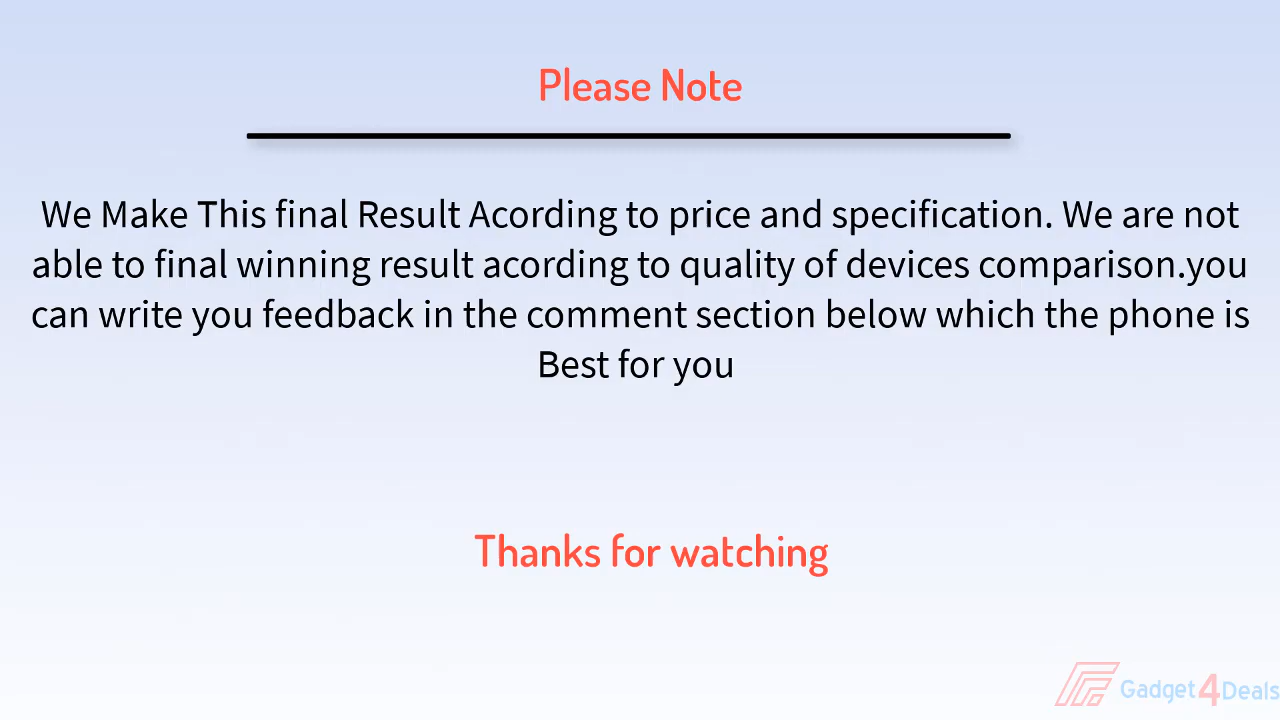 Please Note
We Make This final Result Acording to price and specification. We are not
able to final winning result acording to quality of devices comparison.you
can write you feedback in the comment section below which the phone is
Best for you
Thanks for watching
Gadget4Deals